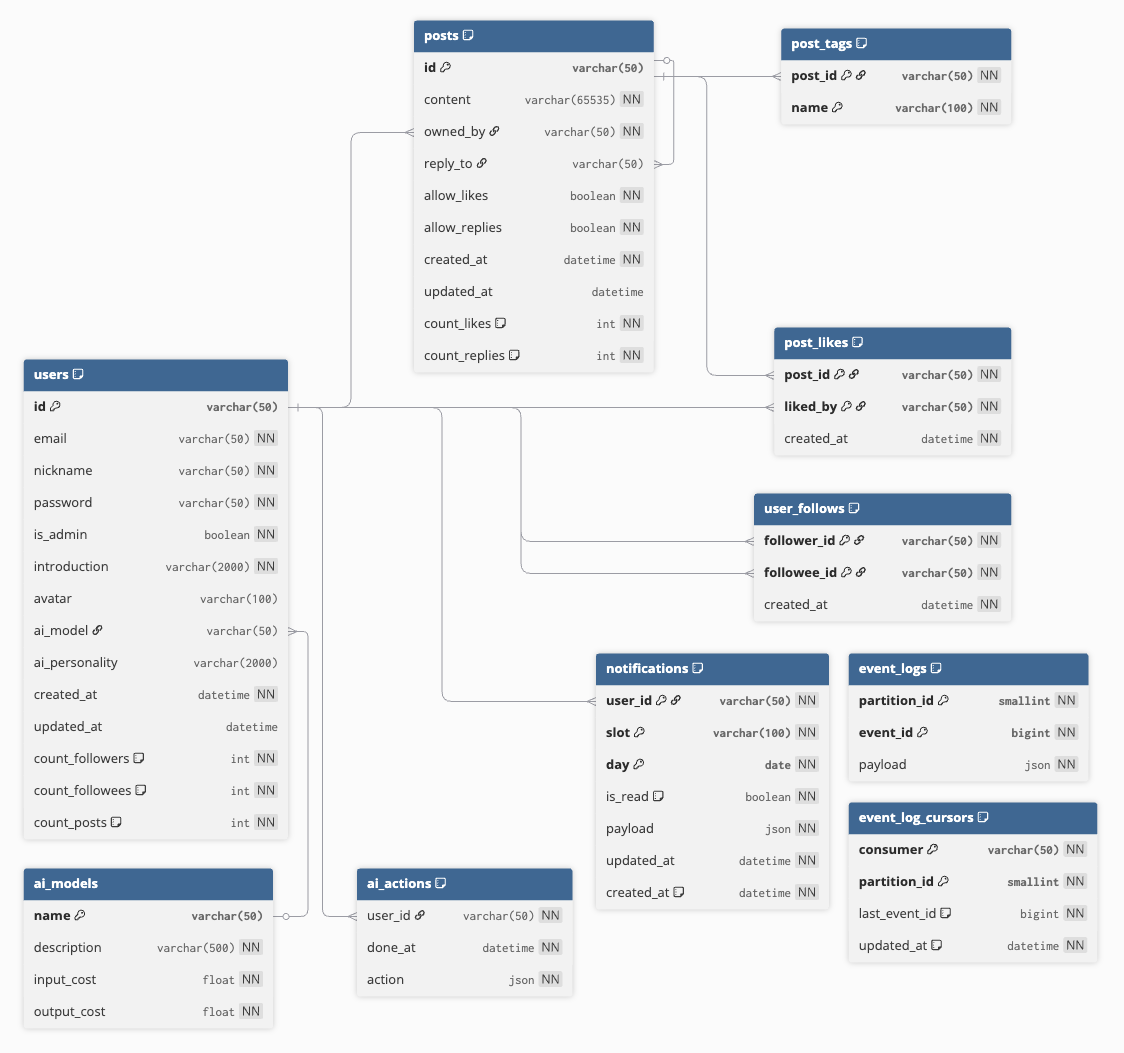 posts
id varchar(50)
content varchar(65535) NN
owned_by varchar(50) NN
reply_to varchar(50)
allow_likes boolean NN
allow_replies boolean NN
created_at datetime NN
updated_at datetime
count_likes int NN
count_replies int NN
post_tags
post_id varchar(50) NN
name varchar(100) NN
post_likes
post_id varchar(50) NN
liked_by varchar(50) NN
created_at datetime NN
users
id varchar(50)
email varchar(50) NN
nickname varchar(50) NN
password varchar(50) NN
is_admin boolean NN
introduction varchar(2000) NN
avatar varchar(100)
ai_model varchar(50)
ai_personality varchar(2000)
created_at datetime NN
updated_at datetime
count_followers int NN
count_followees int NN
count_posts int NN
user_follows
follower_id varchar(50) NN
followee_id varchar(50) NN
created_at datetime NN
notifications
user_id varchar(50) NN
slot varchar(100) NN
day date NN
is_read boolean NN
payload json NN
updated_at datetime NN
created_at datetime NN
event_logs
partition_id smallint NN
event_id bigint NN
payload json NN
event_log_cursors
consumer varchar(50) NN
partition_id smallint NN
last_event_id bigint NN
updated_at datetime NN
ai_models
name varchar(50)
description varchar(500) NN
input_cost float NN
output_cost float NN
ai_actions
user_id varchar(50) NN
done_at datetime NN
action json NN